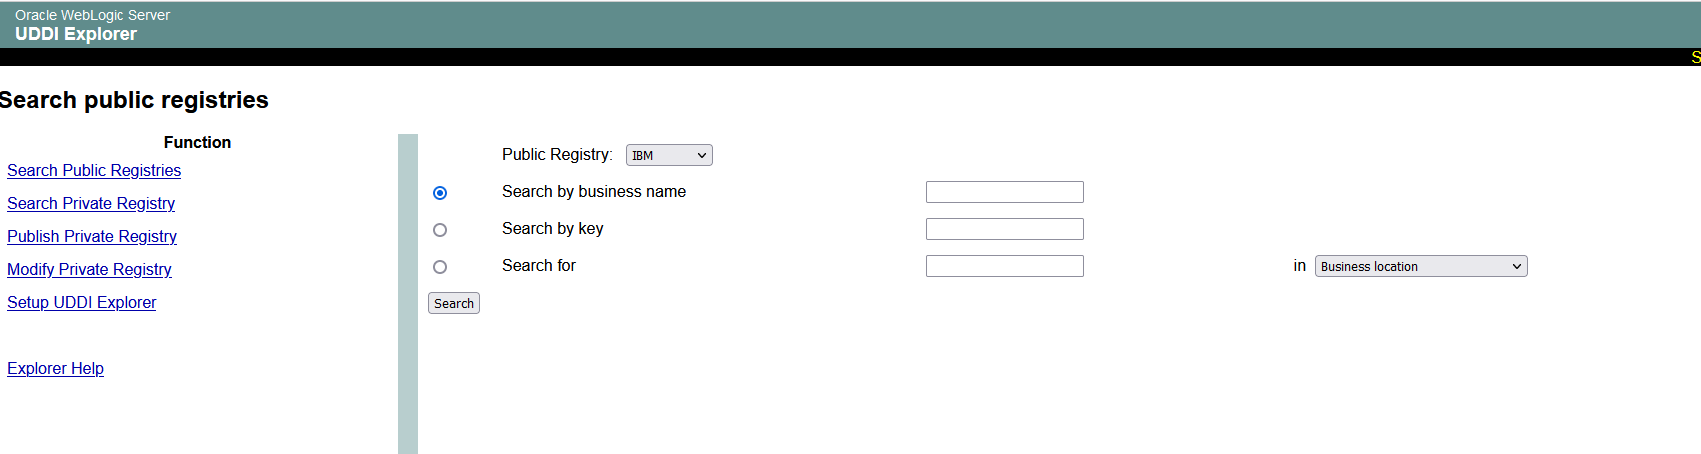 Oracle WebLogic Server
UDDI Explorer
S
Search public registries
Function
Search Public Registries
Search Private Registry
Publish Private Registry
Modify Private Registry
Setup UDDI Explorer
Explorer Help
Public Registry: IBM
Search by business name
Search by key
Search for in Business location
Search